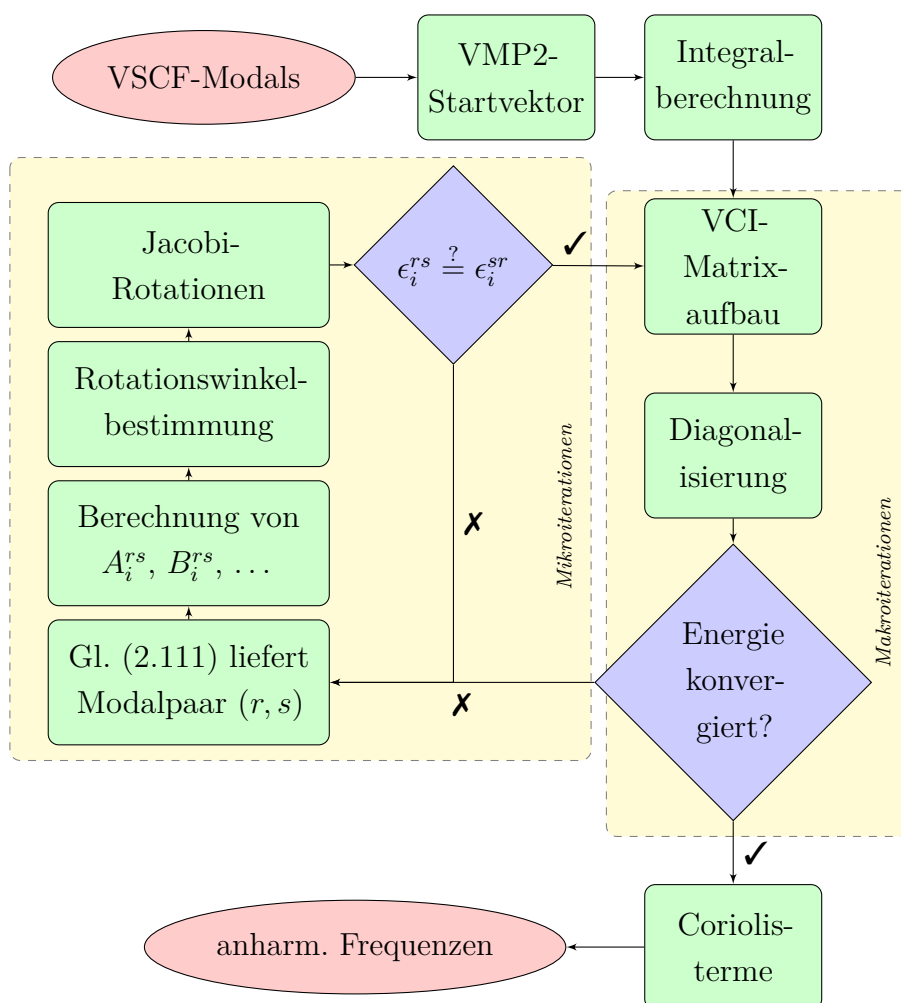 VSCF-Modals
VMP2-
Startvektor
Integral-
berechnung
Jacobi-
Rotationen
ϵ_i^{rs} ≟ ϵ_i^{sr}
✓
VCI-
Matrix-
aufbau
Rotationswinkel-
bestimmung
Diagonal-
isierung
Berechnung von
A_i^{rs}, B_i^{rs}, …
✗
Mikroiterationen
Makroiterationen
Gl. (2.111) liefert
Modalpaar (r, s)
✗
Energie
konver-
giert?
✓
Coriolis-
terme
anharm. Frequenzen